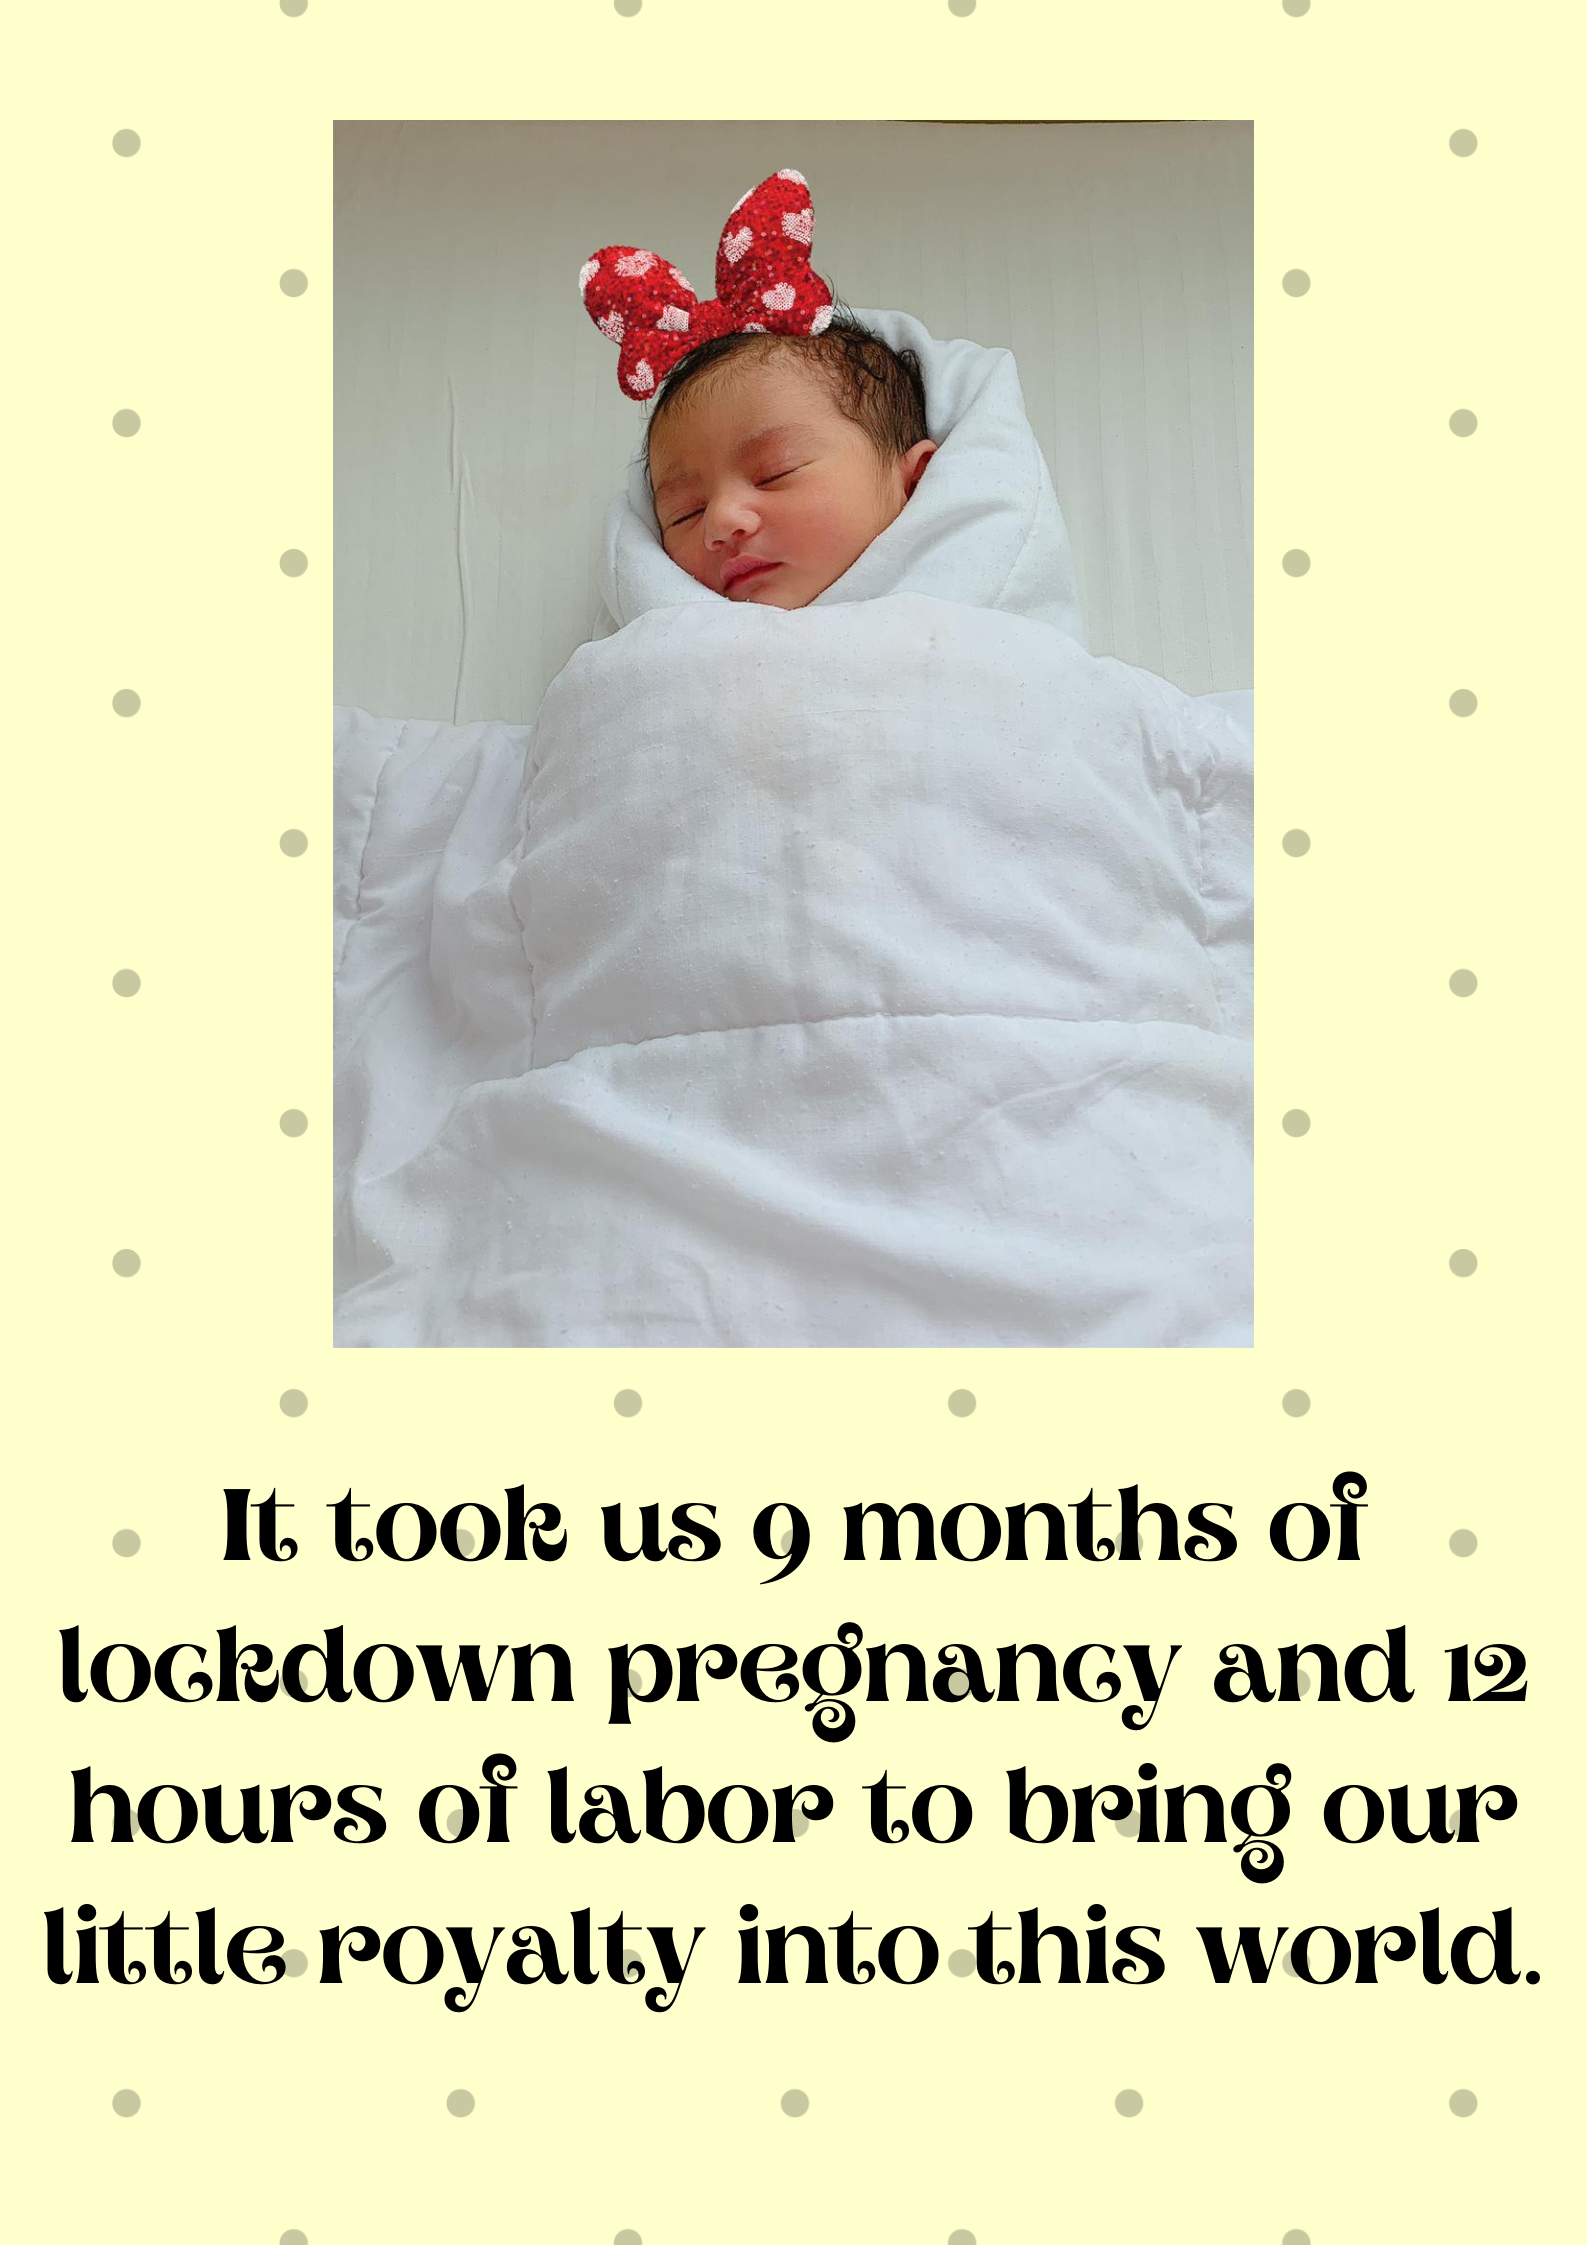 It took us 9 months of
lockdown pregnancy and 12
hours of labor to bring our
little royalty into this world.